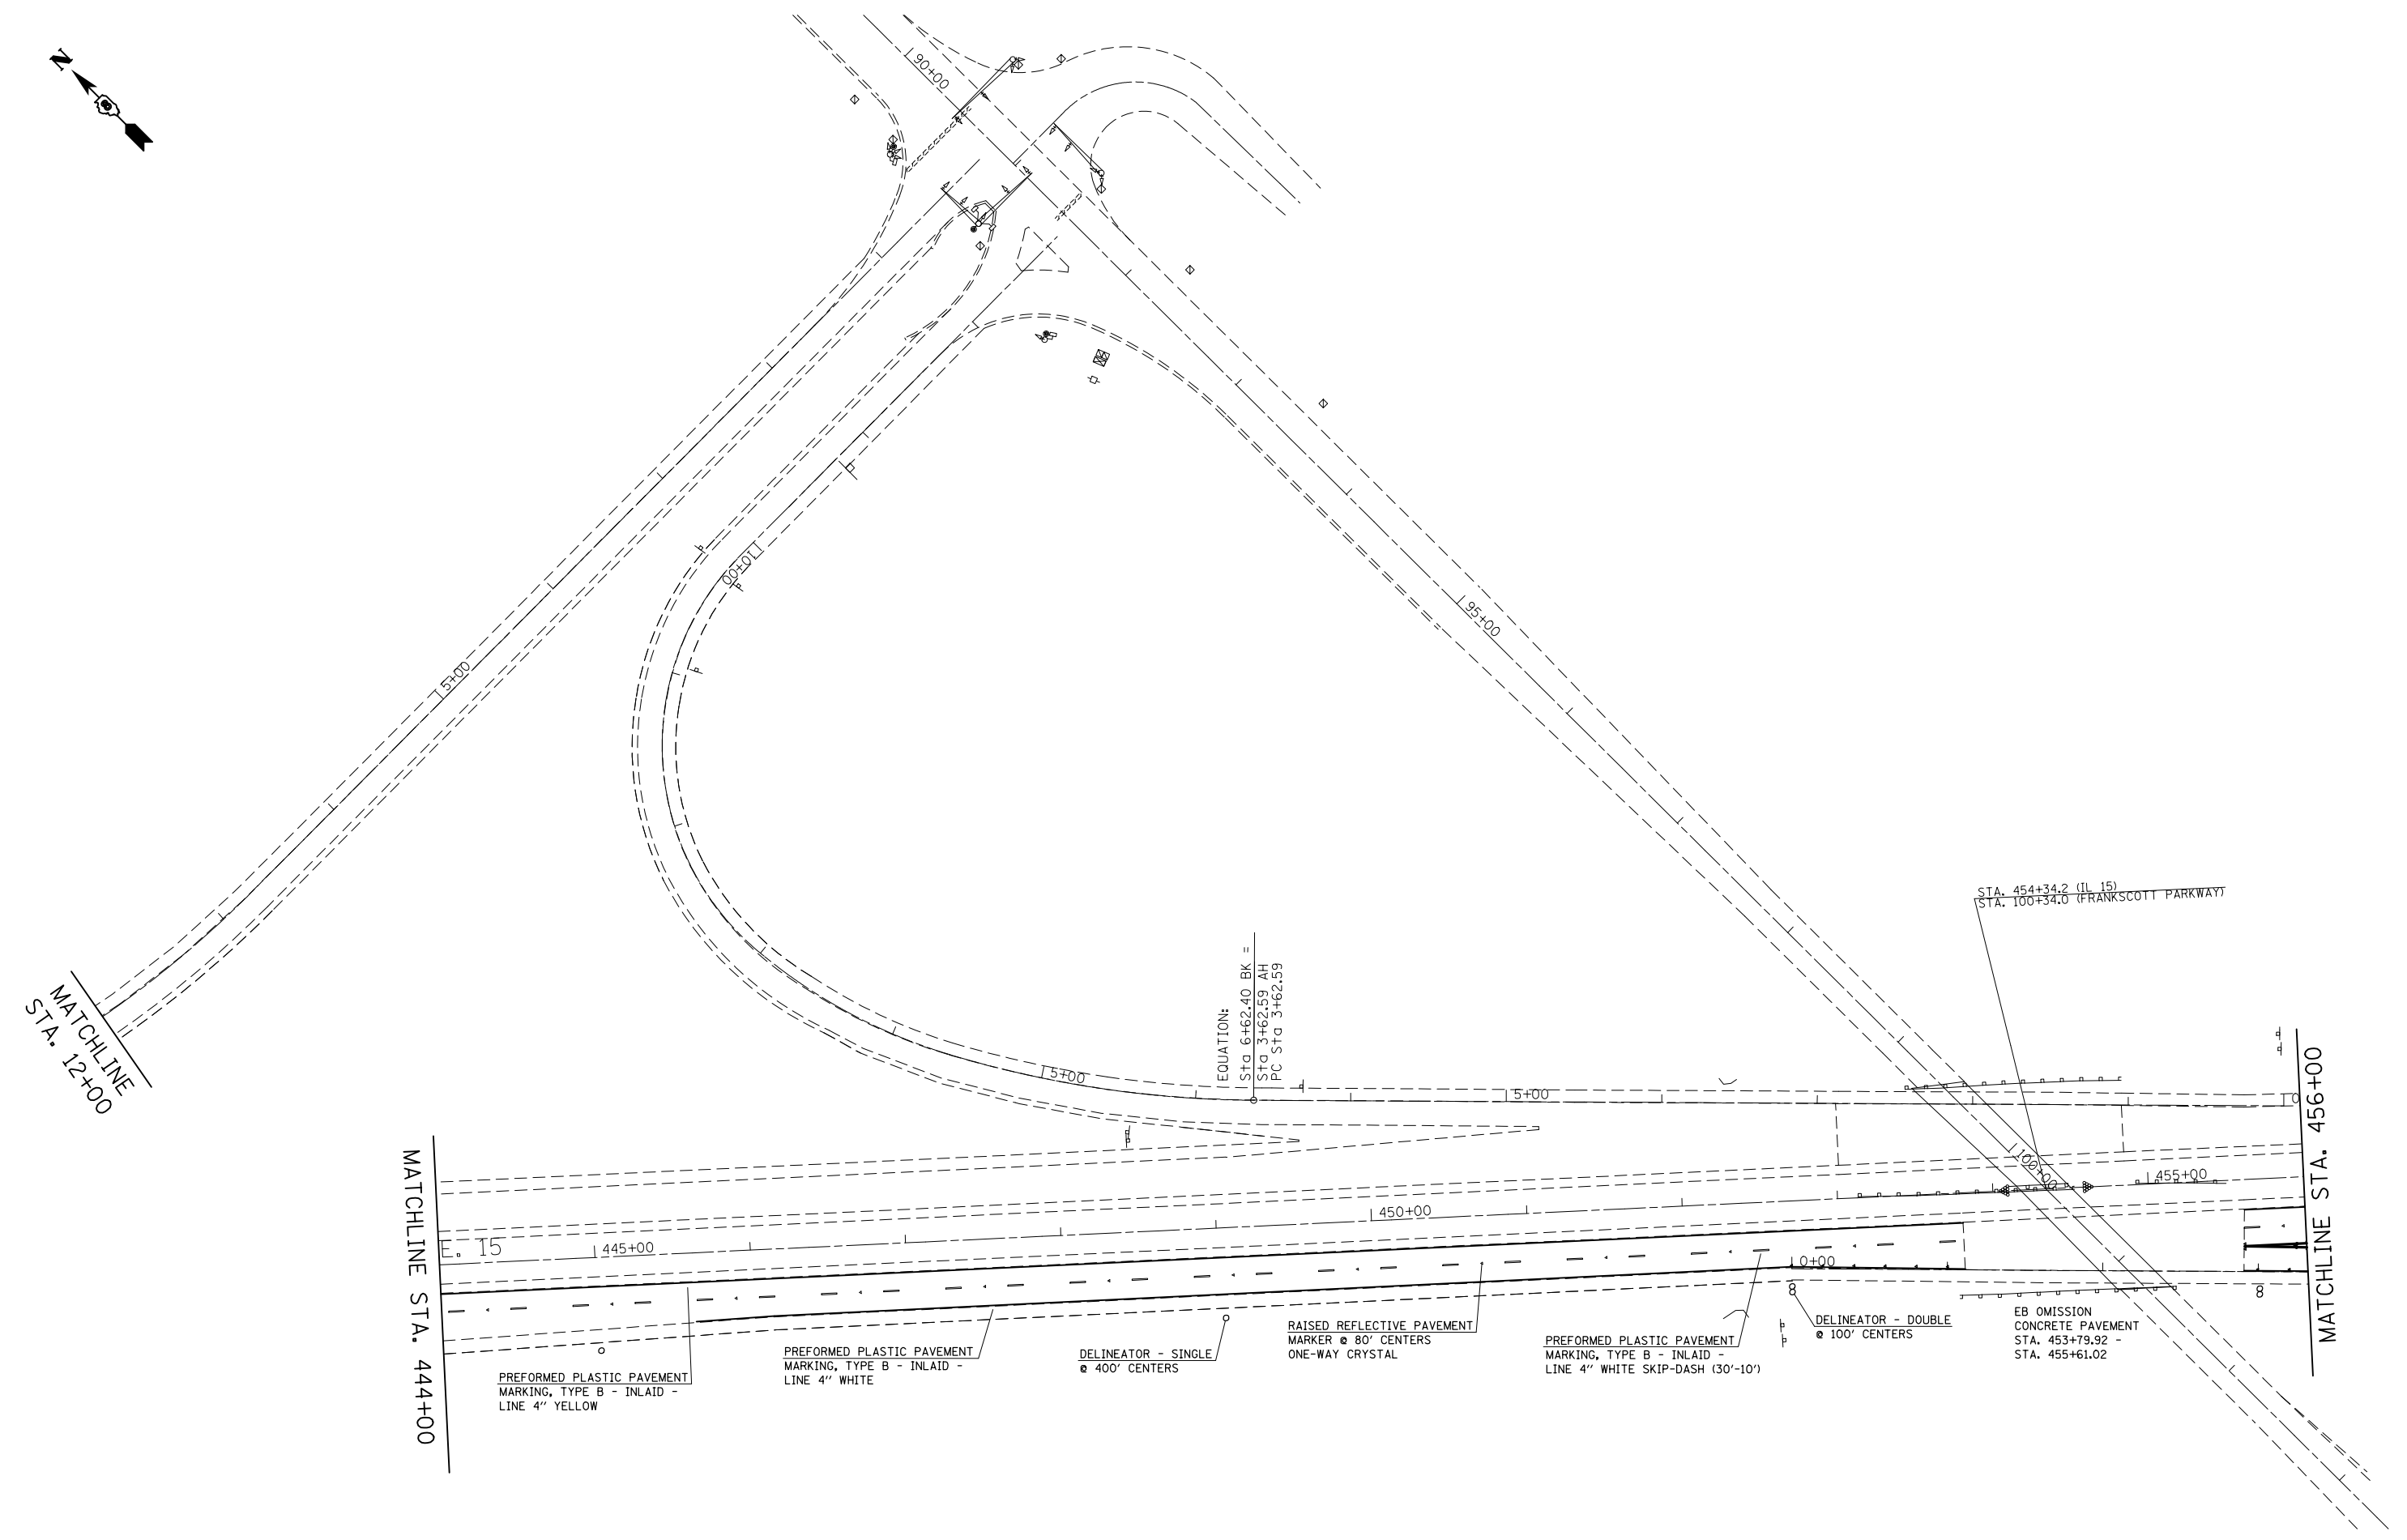 N
90+00
10+00
95+00
5+00
STA. 454+34.2 (IL 15)
STA. 100+34.0 (FRANKSCOTT PARKWAY)
EQUATION:
Sta 6+62.40 BK =
Sta 3+62.59 AH
PC Sta 3+62.59
MATCHLINE
STA. 12+00
5+00
5+00
0
MATCHLINE STA. 456+00
100+00
455+00
450+00
445+00
E. 15
MATCHLINE STA. 444+00
0+00
PREFORMED PLASTIC PAVEMENT
MARKING, TYPE B - INLAID -
LINE 4" YELLOW
PREFORMED PLASTIC PAVEMENT
MARKING, TYPE B - INLAID -
LINE 4" WHITE
DELINEATOR - SINGLE
@ 400' CENTERS
RAISED REFLECTIVE PAVEMENT
MARKER @ 80' CENTERS
ONE-WAY CRYSTAL
PREFORMED PLASTIC PAVEMENT
MARKING, TYPE B - INLAID -
LINE 4" WHITE SKIP-DASH (30'-10')
DELINEATOR - DOUBLE
@ 100' CENTERS
EB OMISSION
CONCRETE PAVEMENT
STA. 453+79.92 -
STA. 455+61.02